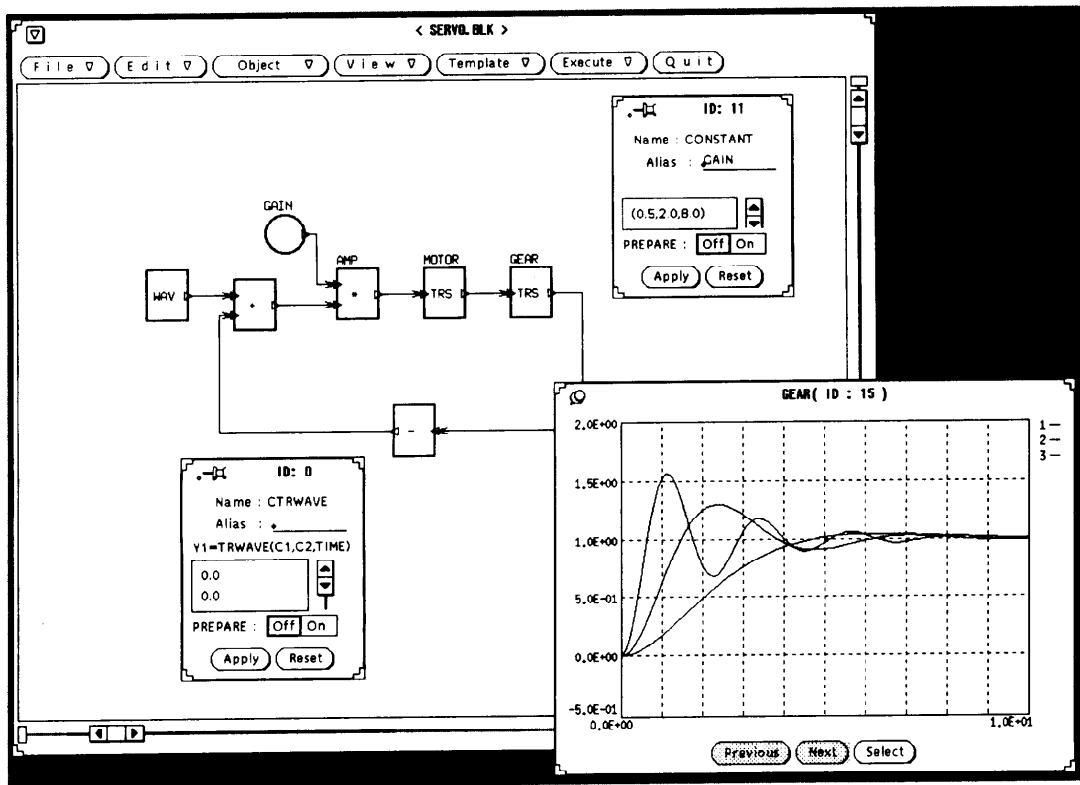 < SERVO.BLK >
File Edit Object View Template Execute Quit
ID: 11
Name : CONSTANT
Alias : GAIN
(0.5,2.0,8.0)
PREPARE : Off On
Apply Reset
GAIN
AMP
MOTOR
GEAR
WAV
+
*
TRS
TRS
-
ID: 0
Name : CTRWAVE
Alias :
Y1=TRWAVE(C1,C2,TIME)
0.0
0.0
PREPARE : Off On
Apply Reset
GEAR( ID : 15 )
2.0E+00
1.5E+00
1.0E+00
5.0E-01
0.0E+00
-5.0E-01
0.0E+00
1.0E+01
1
2
3
Previous Next Select